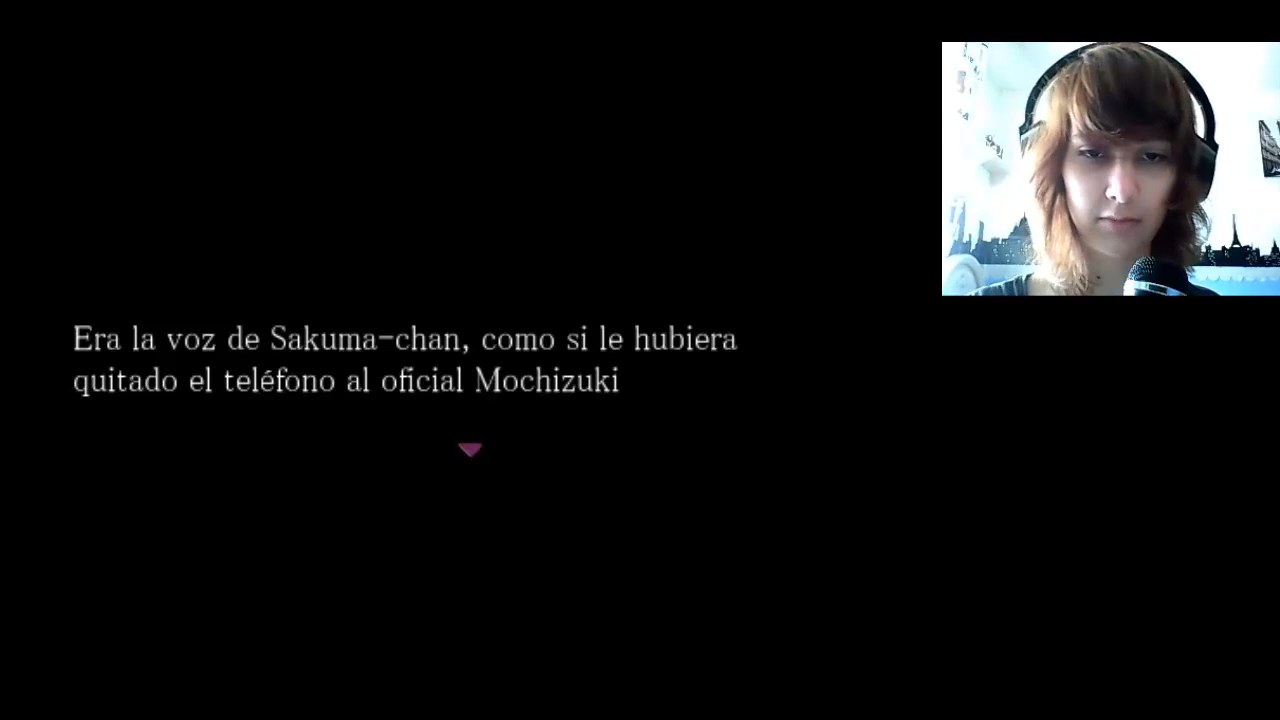 Era la voz de Sakuma-chan, como si le hubiera
quitado el teléfono al oficial Mochizuki